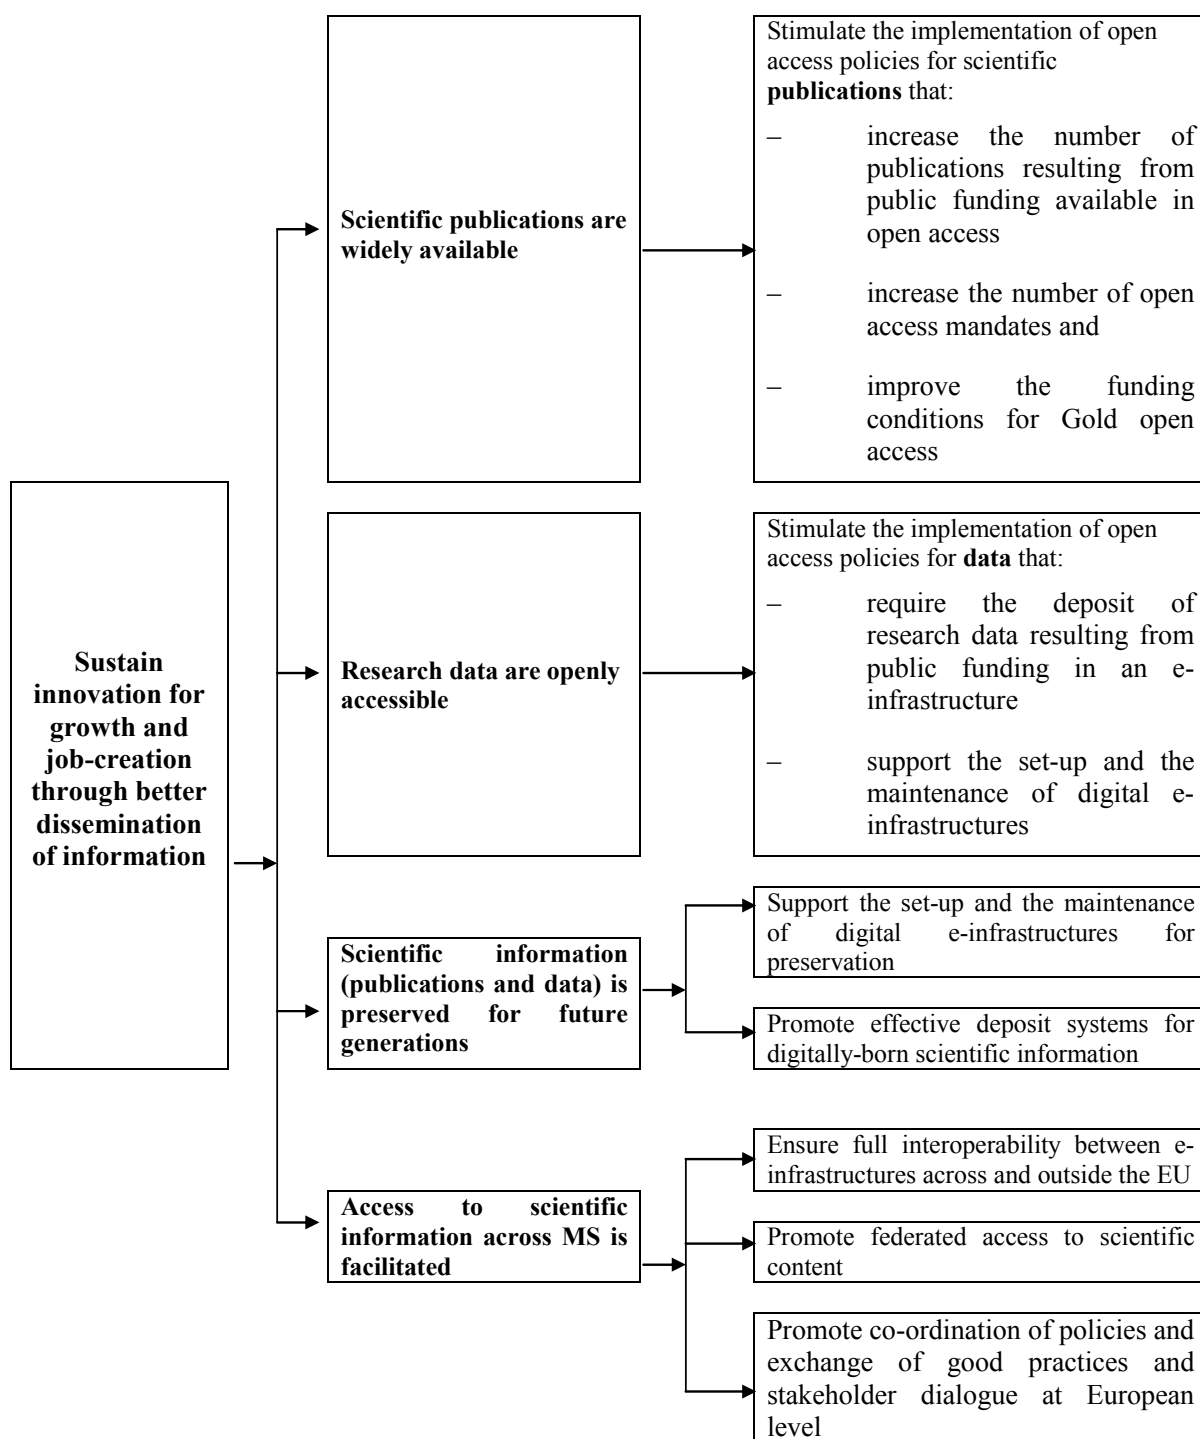 Sustain
innovation for
growth and
job-creation
through better
dissemination
of information
Scientific publications are
widely available
Stimulate the implementation of open
access policies for scientific
publications that:
– increase the number of
publications resulting from
public funding available in
open access
– increase the number of open
access mandates and
– improve the funding
conditions for Gold open
access
Research data are openly
accessible
Stimulate the implementation of open
access policies for data that:
– require the deposit of
research data resulting from
public funding in an e-
infrastructure
– support the set-up and the
maintenance of digital e-
infrastructures
Scientific information
(publications and data) is
preserved for future
generations
Support the set-up and the maintenance
of digital e-infrastructures for
preservation
Promote effective deposit systems for
digitally-born scientific information
Access to scientific
information across MS is
facilitated
Ensure full interoperability between e-
infrastructures across and outside the EU
Promote federated access to scientific
content
Promote co-ordination of policies and
exchange of good practices and
stakeholder dialogue at European
level